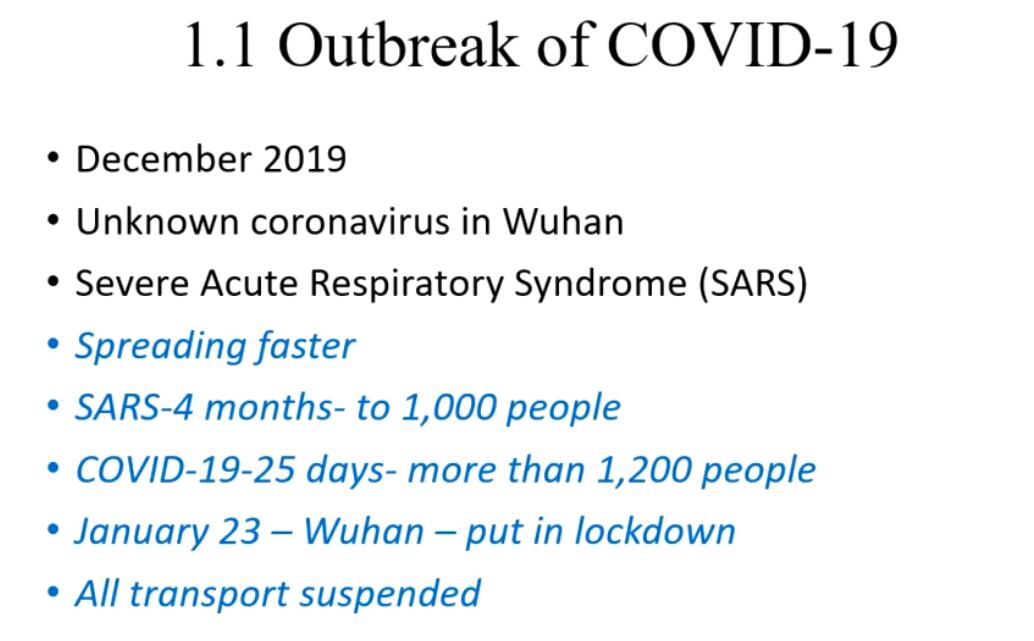 1.1 Outbreak of COVID-19
• December 2019
• Unknown coronavirus in Wuhan
• Severe Acute Respiratory Syndrome (SARS)
• Spreading faster
• SARS-4 months- to 1,000 people
• COVID-19-25 days- more than 1,200 people
• January 23 – Wuhan – put in lockdown
• All transport suspended